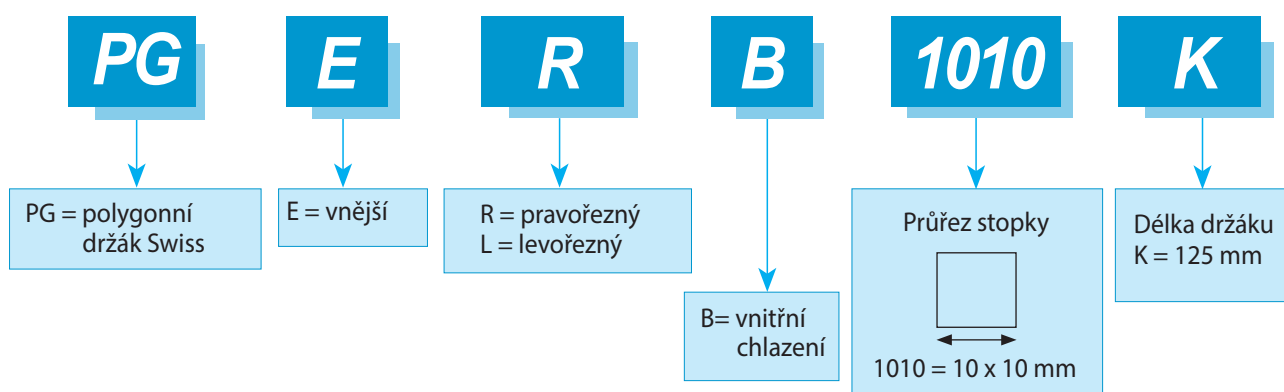 PG E R B 1010 K
PG = polygonní
držák Swiss
E = vnější
R = pravořezný
L = levořezný
B= vnitřní
chlazení
Průřez stopky
1010 = 10 x 10 mm
Délka držáku
K = 125 mm